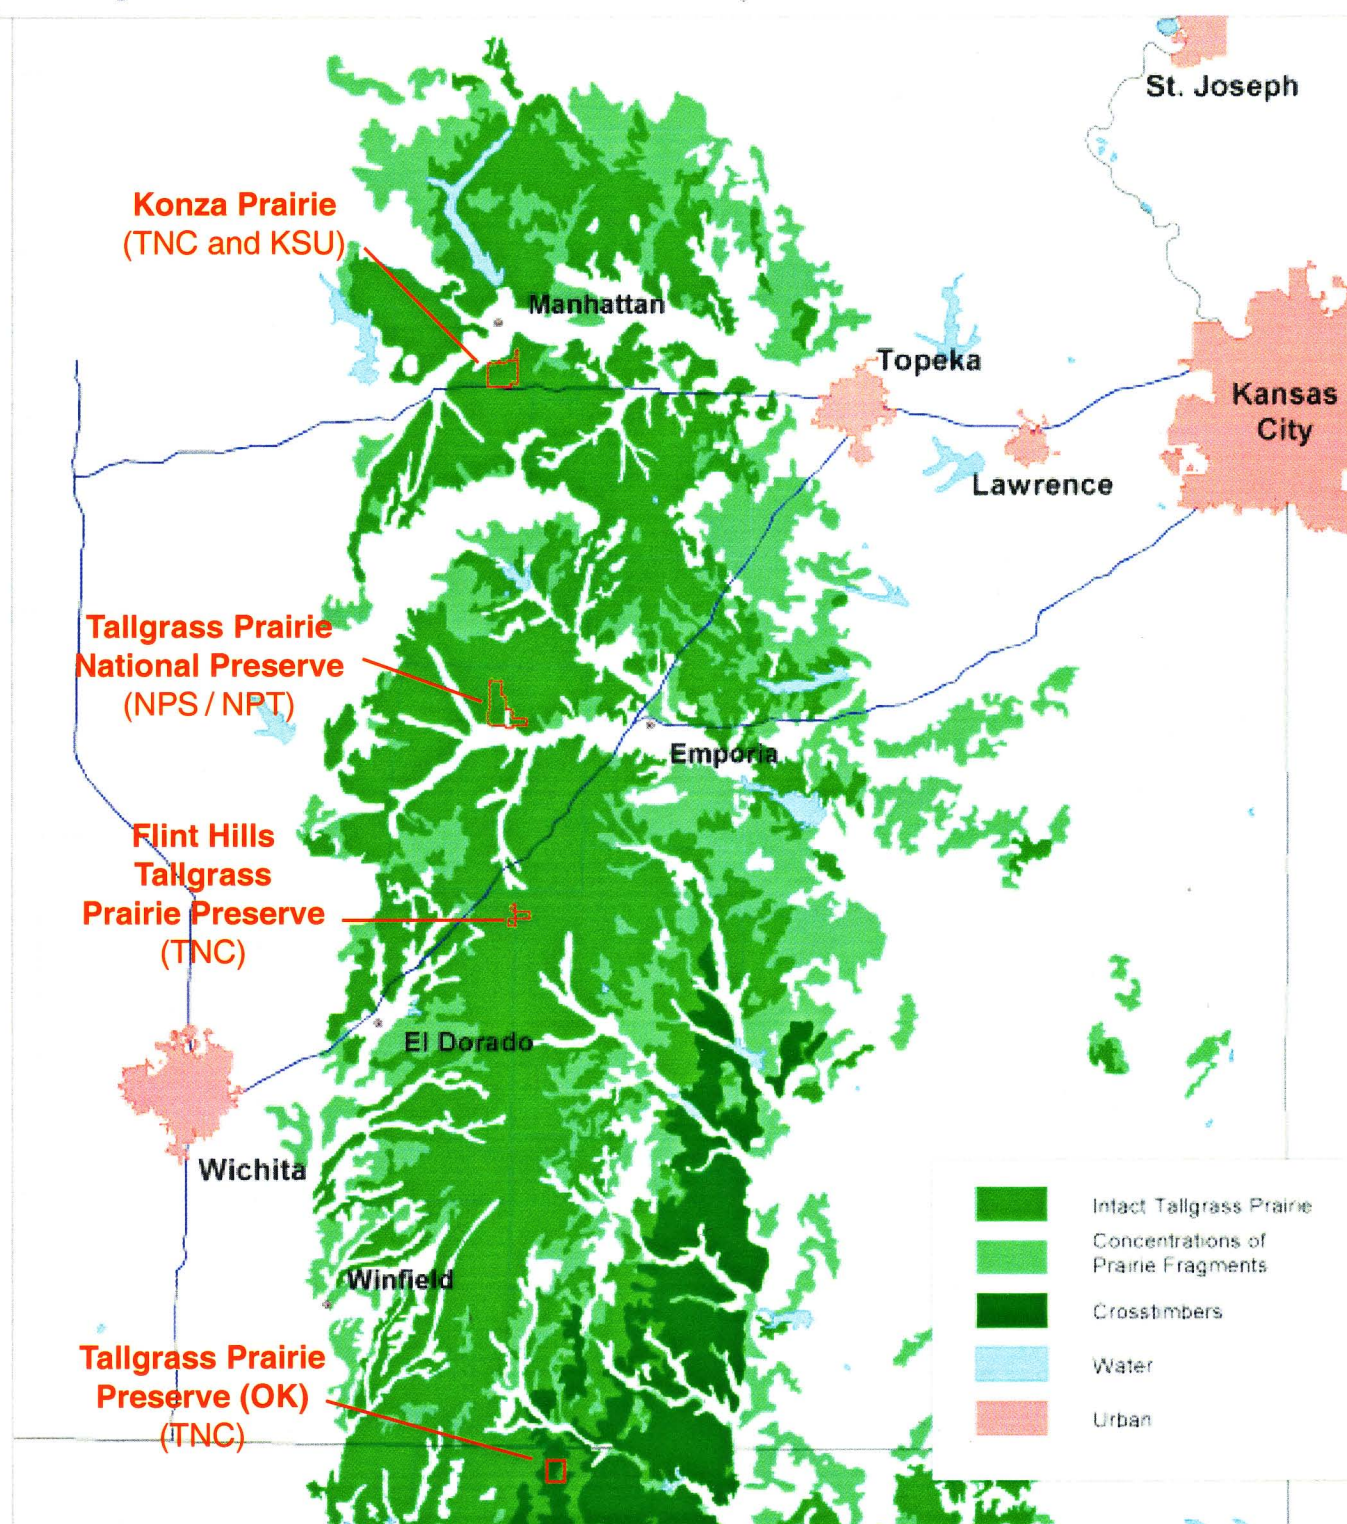 St. Joseph
Konza Prairie
(TNC and KSU)
Manhattan
Topeka
Kansas
City
Lawrence
Tallgrass Prairie
National Preserve
(NPS / NPT)
Emporia
Flint Hills
Tallgrass
Prairie Preserve
(TNC)
El Dorado
Wichita
Winfield
Tallgrass Prairie
Preserve (OK)
(TNC)
Intact Tallgrass Prairie
Concentrations of
Prairie Fragments
Crosstimbers
Water
Urban